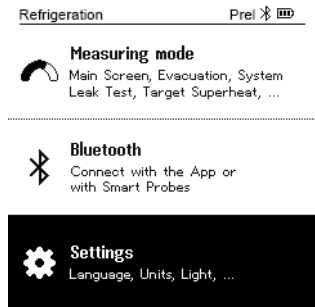 Refrigeration Prel
Measuring mode
Main Screen, Evacuation, System
Leak Test, Target Superheat, ...
Bluetooth
Connect with the App or
with Smart Probes
Settings
Language, Units, Light, ...